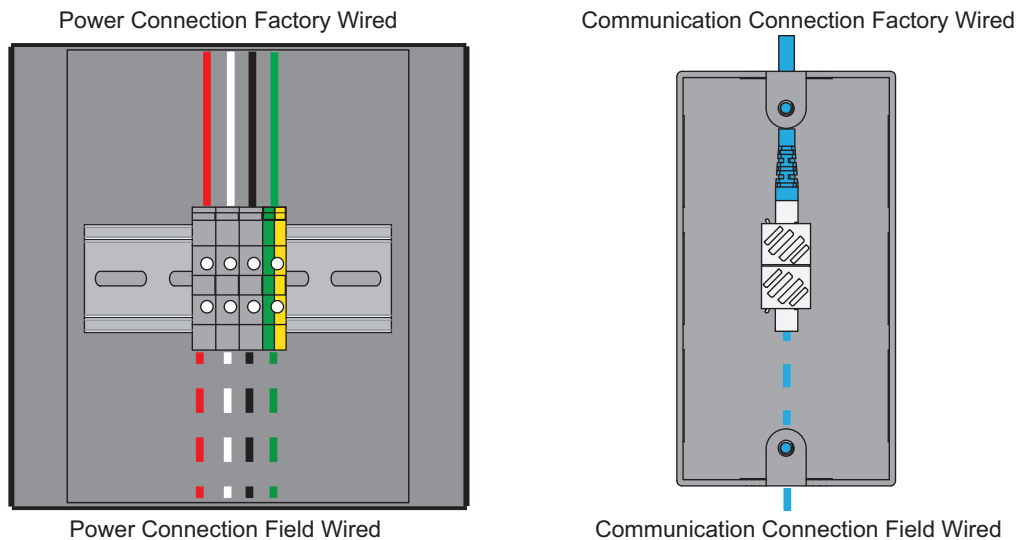 Power Connection Factory Wired
Communication Connection Factory Wired
Power Connection Field Wired
Communication Connection Field Wired